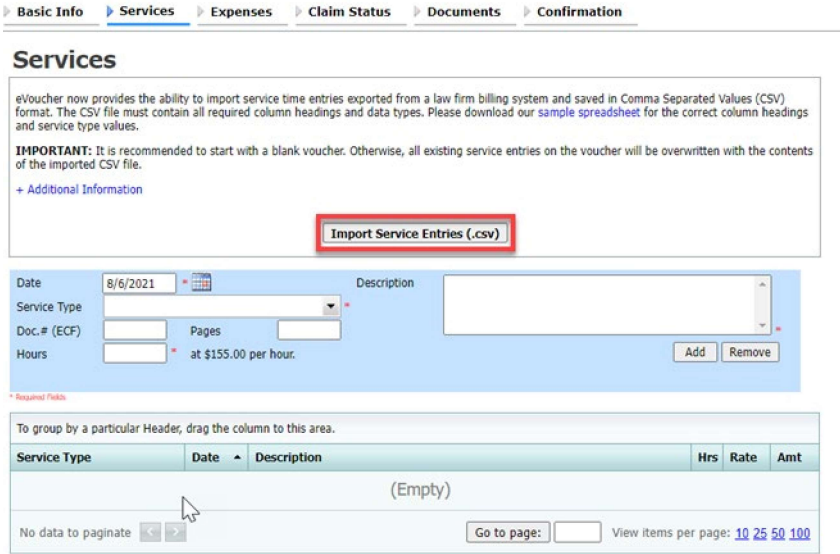 Basic Info Services Expenses Claim Status Documents Confirmation
Services
eVoucher now provides the ability to import service time entries exported from a law firm billing system and saved in Comma Separated Values (CSV)
format. The CSV file must contain all required column headings and data types. Please download our sample spreadsheet for the correct column headings
and service type values.
IMPORTANT: It is recommended to start with a blank voucher. Otherwise, all existing service entries on the voucher will be overwritten with the contents
of the imported CSV file.
+ Additional Information
Import Service Entries (.csv)
Date 8/6/2021 * Description
Service Type *
Doc.# (ECF) Pages *
Hours * at $155.00 per hour. Add Remove
* Required Fields
To group by a particular Header, drag the column to this area.
Service Type Date Description Hrs Rate Amt
(Empty)
No data to paginate < > Go to page: View items per page: 10 25 50 100